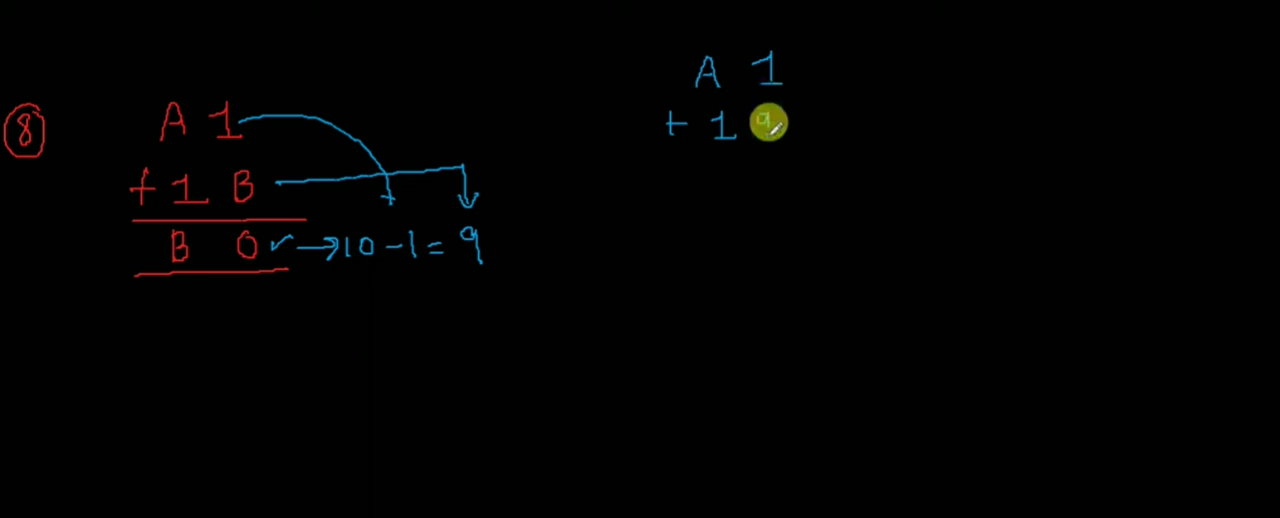 8
A 1
+ 1 B
B 0 ✓ → 10 - 1 = 9
A 1
+ 1 9